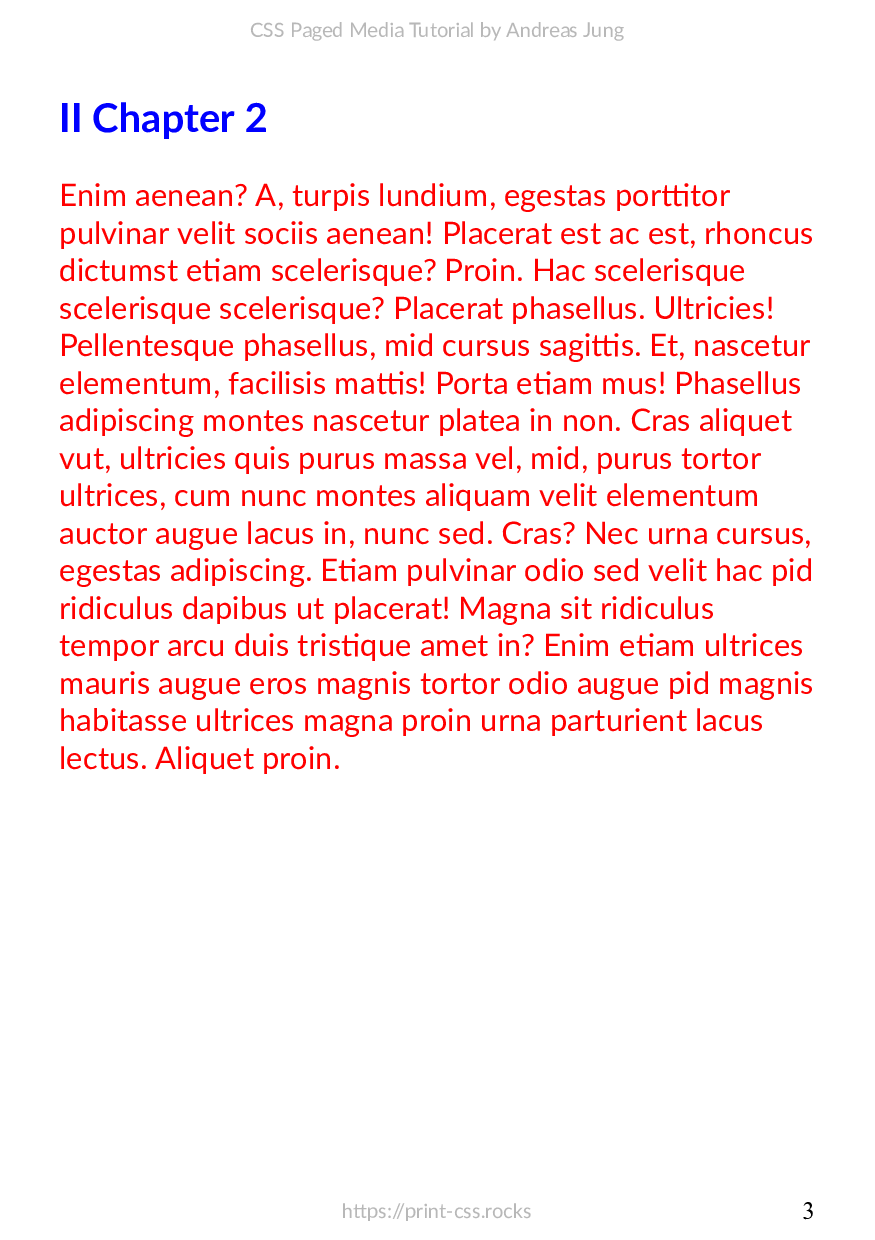 CSS Paged Media Tutorial by Andreas Jung
II Chapter 2
Enim aenean? A, turpis lundium, egestas porttitor
pulvinar velit sociis aenean! Placerat est ac est, rhoncus
dictumst etiam scelerisque? Proin. Hac scelerisque
scelerisque scelerisque? Placerat phasellus. Ultricies!
Pellentesque phasellus, mid cursus sagittis. Et, nascetur
elementum, facilisis mattis! Porta etiam mus! Phasellus
adipiscing montes nascetur platea in non. Cras aliquet
vut, ultricies quis purus massa vel, mid, purus tortor
ultrices, cum nunc montes aliquam velit elementum
auctor augue lacus in, nunc sed. Cras? Nec urna cursus,
egestas adipiscing. Etiam pulvinar odio sed velit hac pid
ridiculus dapibus ut placerat! Magna sit ridiculus
tempor arcu duis tristique amet in? Enim etiam ultrices
mauris augue eros magnis tortor odio augue pid magnis
habitasse ultrices magna proin urna parturient lacus
lectus. Aliquet proin.
https://print-css.rocks
3